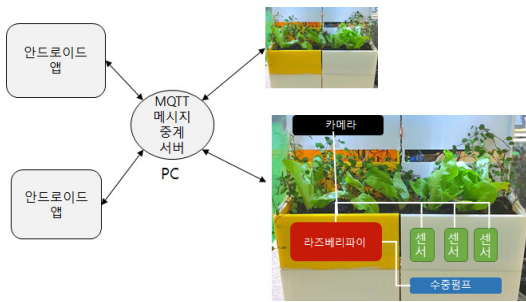 안드로이드
앱
MQTT
메시지
중계
서버
PC
안드로이드
앱
카메라
라즈베리파이
센
서
센
서
센
서
수중펌프